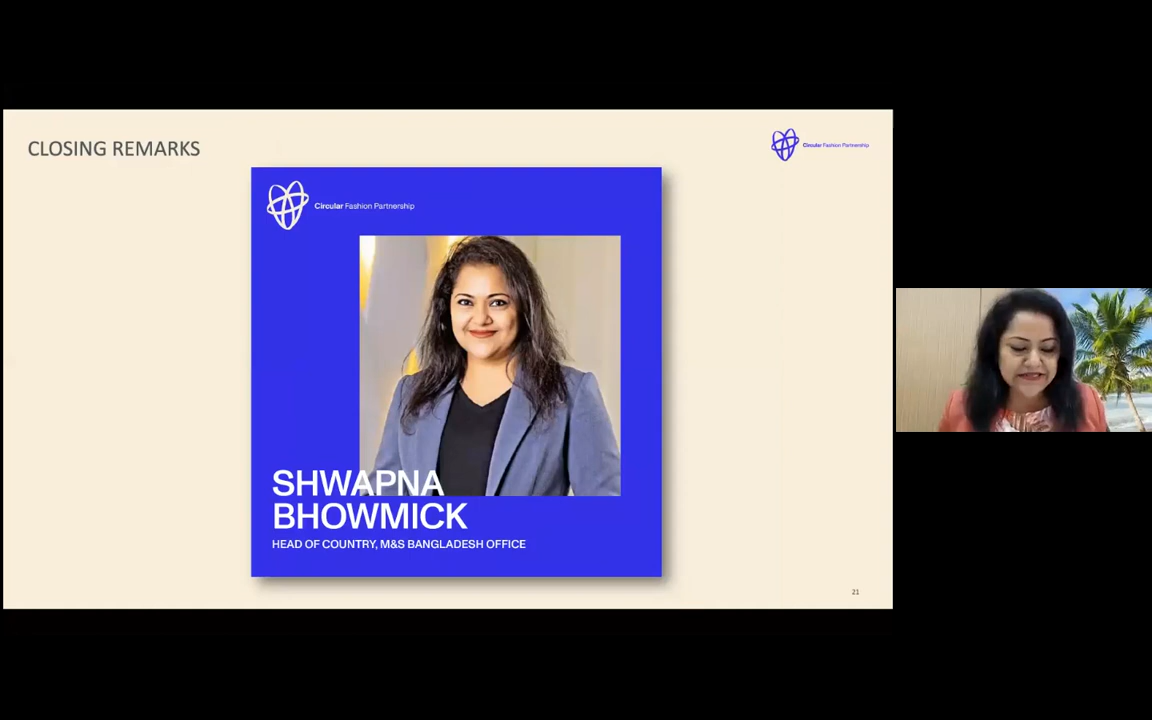 CLOSING REMARKS
Circular Fashion Partnership
Circular Fashion Partnership
SHWAPNA
BHOWMICK
HEAD OF COUNTRY, M&S BANGLADESH OFFICE
21